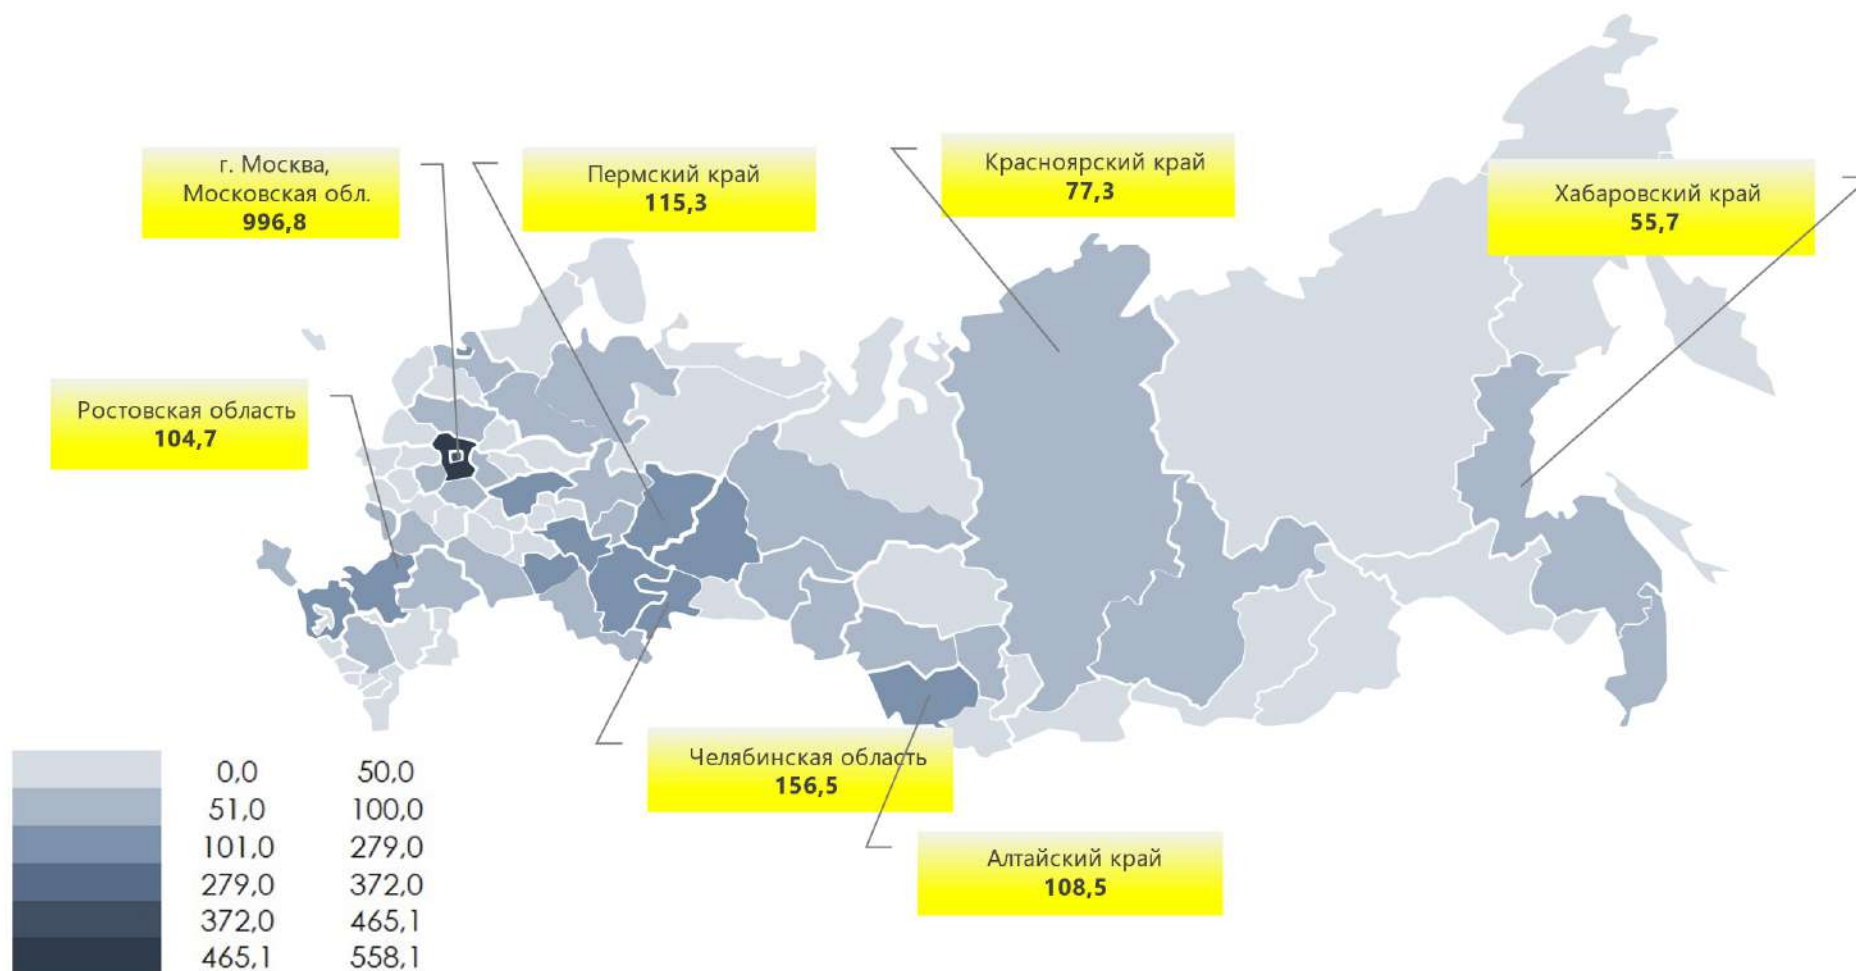 г. Москва,
Московская обл.
996,8
Пермский край
115,3
Красноярский край
77,3
Хабаровский край
55,7
Ростовская область
104,7
Челябинская область
156,5
Алтайский край
108,5
0,0 50,0
51,0 100,0
101,0 279,0
279,0 372,0
372,0 465,1
465,1 558,1